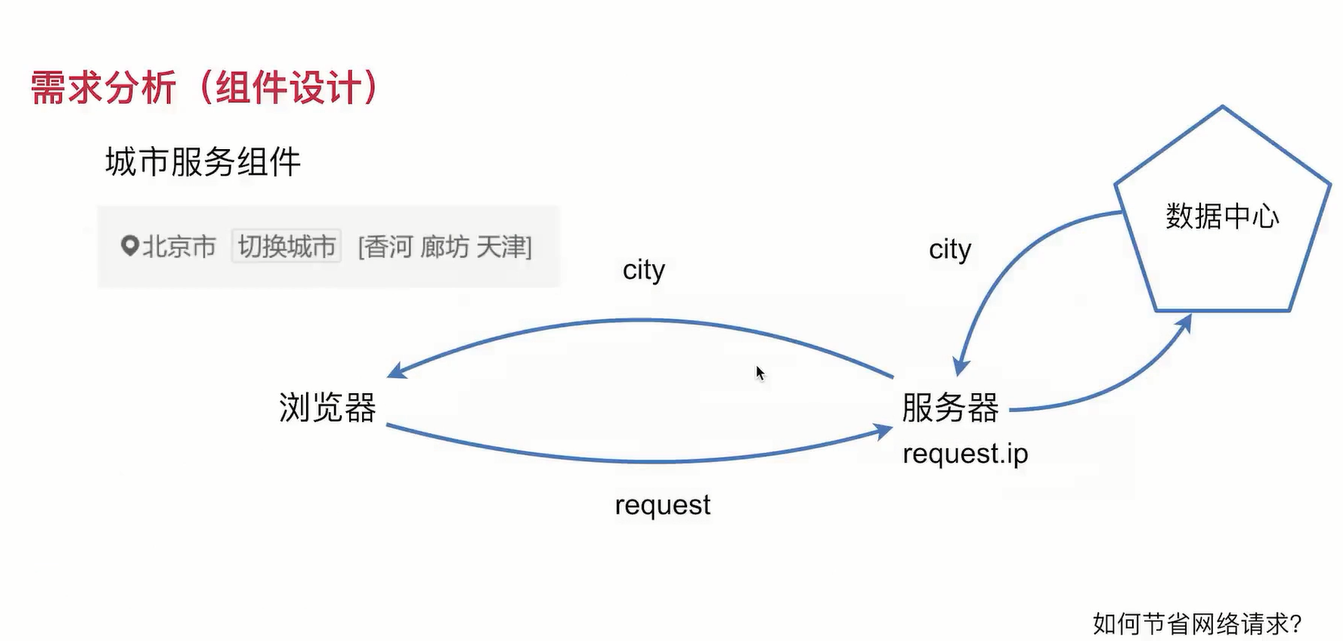 需求分析（组件设计）
城市服务组件
北京市 切换城市 [香河 廊坊 天津]
数据中心
city
city
浏览器
服务器
request.ip
request
如何节省网络请求?